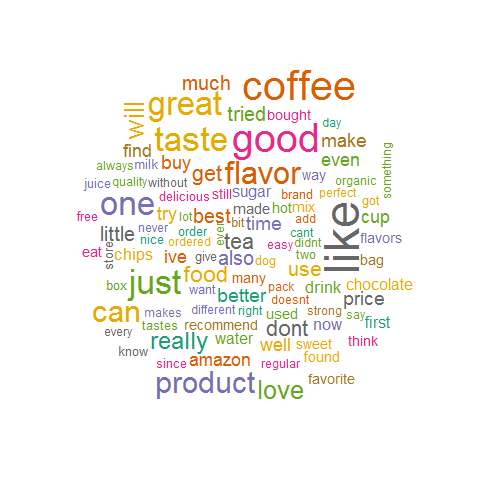 much coffee
will great tried bought day
taste good make
find buy get flavor even something
always milk way
juice quality without delicious still sugar brand organic perfect got
free one try lot best made hot mix add cup
never bit time like
little nice order ever tea cant flavors
eat store chips ordered ive give also easy didnt two bag
box just want food many dog use drink chocolate
can makes different better right pack doesnt strong price say
tastes recommend used dont now first
every really water well sweet think
know since amazon regular found
product love favorite